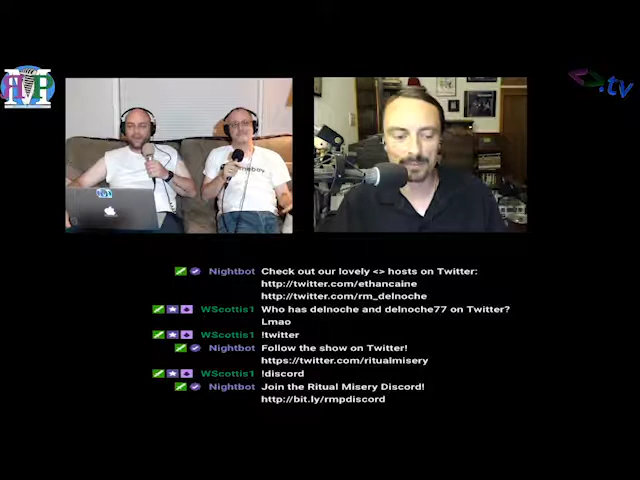 RMP
<>.tv
Nightbot Check out our lovely <> hosts on Twitter:
http://twitter.com/ethancaine
http://twitter.com/rm_delnoche
WScottis1 Who has delnoche and delnoche77 on Twitter?
Lmao
WScottis1 !twitter
Nightbot Follow the show on Twitter!
https://twitter.com/ritualmisery
WScottis1 !discord
Nightbot Join the Ritual Misery Discord!
http://bit.ly/rmpdiscord